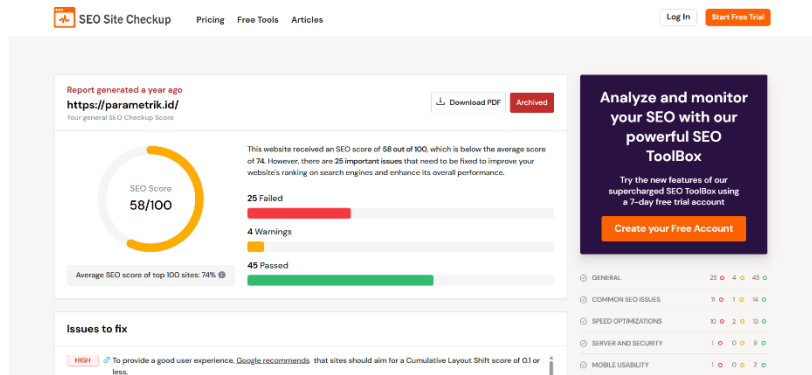 SEO Site Checkup
Pricing
Free Tools
Articles
Log In
Start Free Trial
Report generated a year ago
https://parametrik.id/
Your general SEO Checkup Score
Download PDF
Archived
SEO Score
58/100
Average SEO score of top 100 sites: 74%
This website received an SEO score of 58 out of 100, which is below the average score
of 74. However, there are 25 important issues that need to be fixed to improve your
website's ranking on search engines and enhance its overall performance.
25 Failed
4 Warnings
45 Passed
Issues to fix
HIGH
To provide a good user experience, Google recommends that sites should aim for a Cumulative Layout Shift score of 0.1 or
less.
Analyze and monitor
your SEO with our
powerful SEO
ToolBox
Try the new features of our
supercharged SEO ToolBox using
a 7-day free trial account
Create your Free Account
GENERAL 25 4 45
COMMON SEO ISSUES 11 1 14
SPEED OPTIMIZATIONS 10 2 13
SERVER AND SECURITY 1 0 8
MOBILE USABILITY 1 0 2